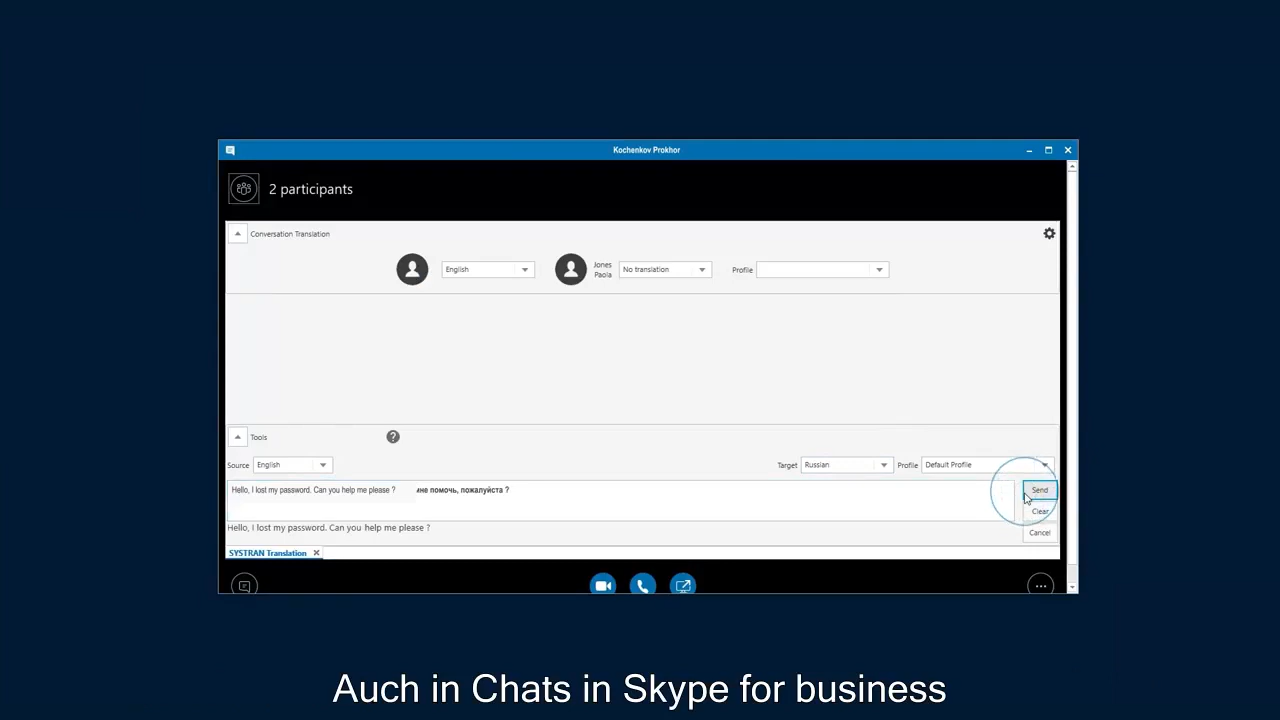 Kochenkov Prokhor
2 participants
Conversation Translation
English
Jones
Paola
No translation
Profile
Tools
?
Source
English
Target
Russian
Profile
Default Profile
Hello, I lost my password. Can you help me please ? мне помочь, пожалуйста ?
Send
Clear
Hello, I lost my password. Can you help me please ?
Cancel
SYSTRAN Translation
Auch in Chats in Skype for business